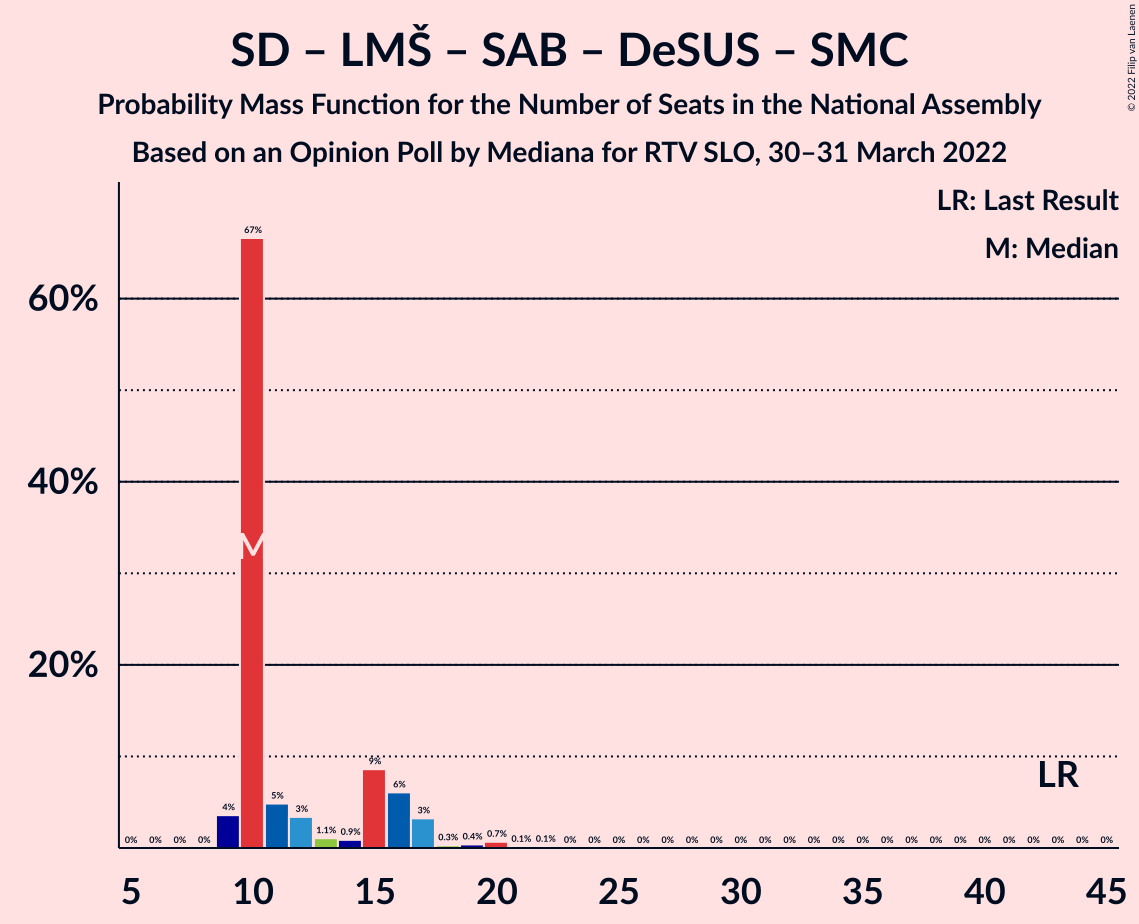 SD – LMŠ – SAB – DeSUS – SMC
Probability Mass Function for the Number of Seats in the National Assembly
Based on an Opinion Poll by Mediana for RTV SLO, 30–31 March 2022
© 2022 Filip van Laenen
LR: Last Result
M: Median
60%
40%
20%
67%
M
LR
0% 0% 0% 0% 4% 5% 3% 1.1% 0.9% 9% 6% 3% 0.3% 0.4% 0.7% 0.1% 0.1% 0% 0% 0% 0% 0% 0% 0% 0% 0% 0% 0% 0% 0% 0% 0% 0% 0% 0% 0% 0% 0% 0% 0%
5 10 15 20 25 30 35 40 45